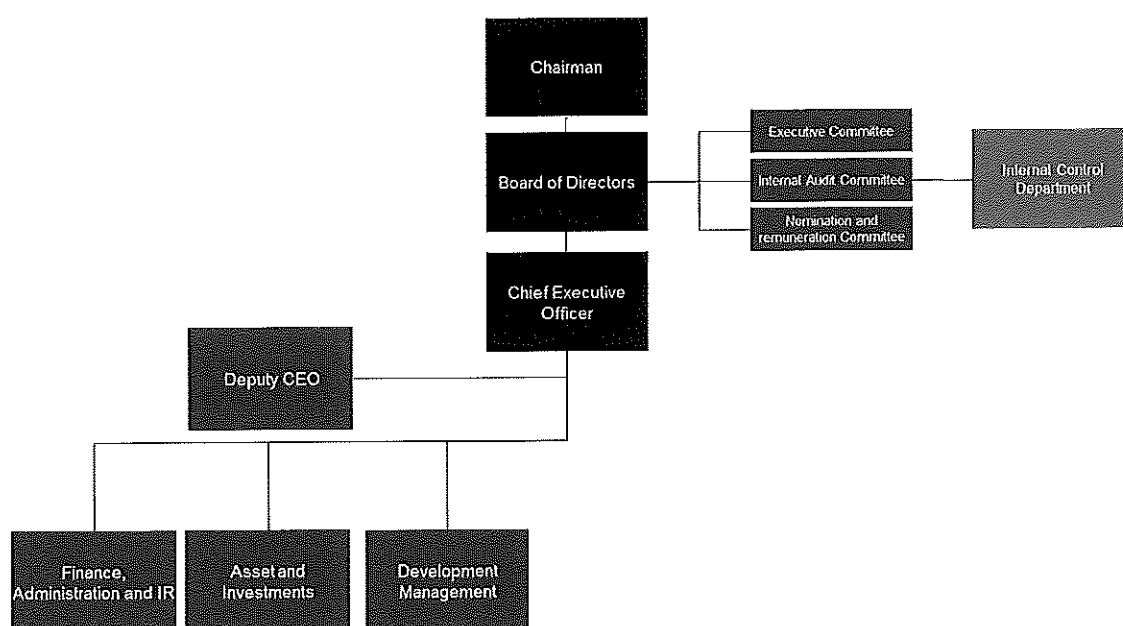 Chairman
Board of Directors
Executive Committee
Internal Audit Committee
Nomination and
remuneration Committee
Internal Control
Department
Chief Executive
Officer
Deputy CEO
Finance,
Administration and IR
Asset and
Investments
Development
Management